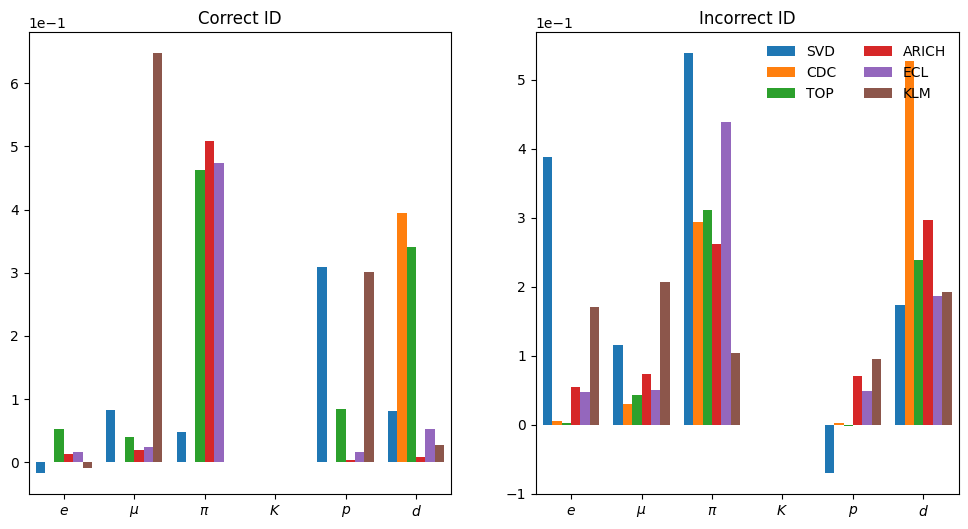 Correct ID
1e−1
6
5
4
3
2
1
0
e μ π K p d
Incorrect ID
1e−1
5
4
3
2
1
0
−1
e μ π K p d
SVD ARICH
CDC ECL
TOP KLM